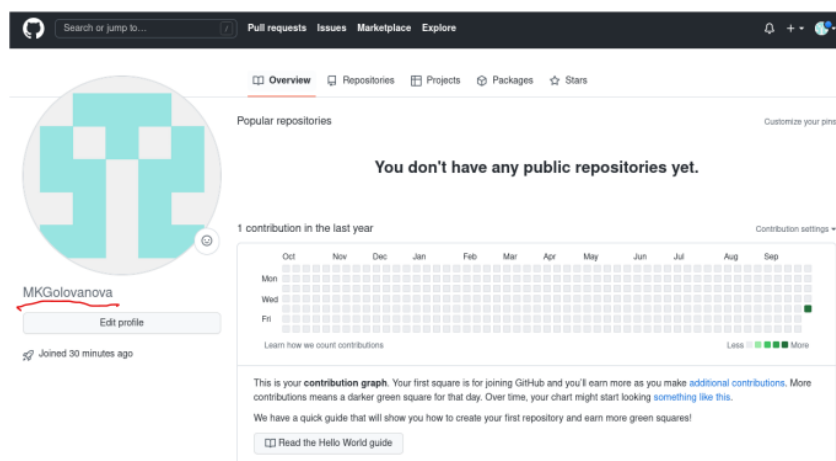 Search or jump to... /
Pull requests Issues Marketplace Explore
Overview Repositories Projects Packages Stars
Popular repositories Customize your pins
You don't have any public repositories yet.
1 contribution in the last year Contribution settings
Oct Nov Dec Jan Feb Mar Apr May Jun Jul Aug Sep
Mon
Wed
Fri
Learn how we count contributions Less More
MKGolovanova
Edit profile
Joined 30 minutes ago
This is your contribution graph. Your first square is for joining GitHub and you'll earn more as you make additional contributions. More
contributions means a darker green square for that day. Over time, your chart might start looking something like this.
We have a quick guide that will show you how to create your first repository and earn more green squares!
Read the Hello World guide